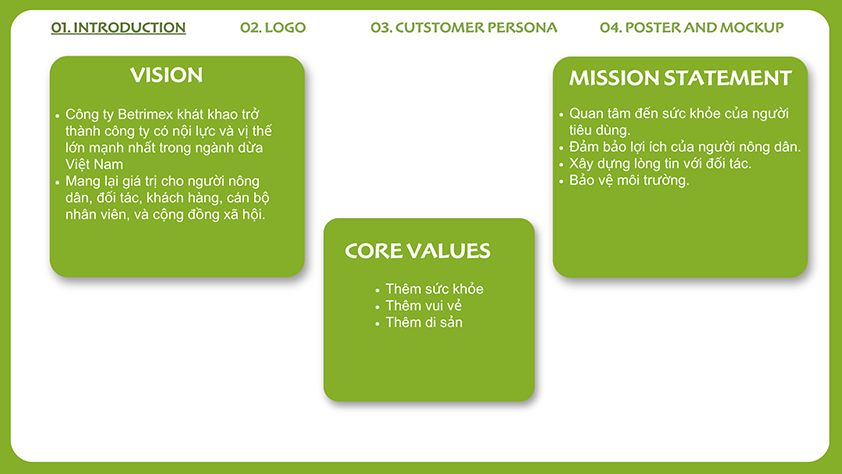 01. INTRODUCTION
02. LOGO
03. CUTSTOMER PERSONA
04. POSTER AND MOCKUP
VISION
• Công ty Betrimex khát khao trở
thành công ty có nội lực và vị thế
lớn mạnh nhất trong ngành dừa
Việt Nam
• Mang lại giá trị cho người nông
dân, đối tác, khách hàng, cán bộ
nhân viên, và cộng đồng xã hội.
CORE VALUES
• Thêm sức khỏe
• Thêm vui vẻ
• Thêm di sản
MISSION STATEMENT
• Quan tâm đến sức khỏe của người
tiêu dùng.
• Đảm bảo lợi ích của người nông dân.
• Xây dựng lòng tin với đối tác.
• Bảo vệ môi trường.